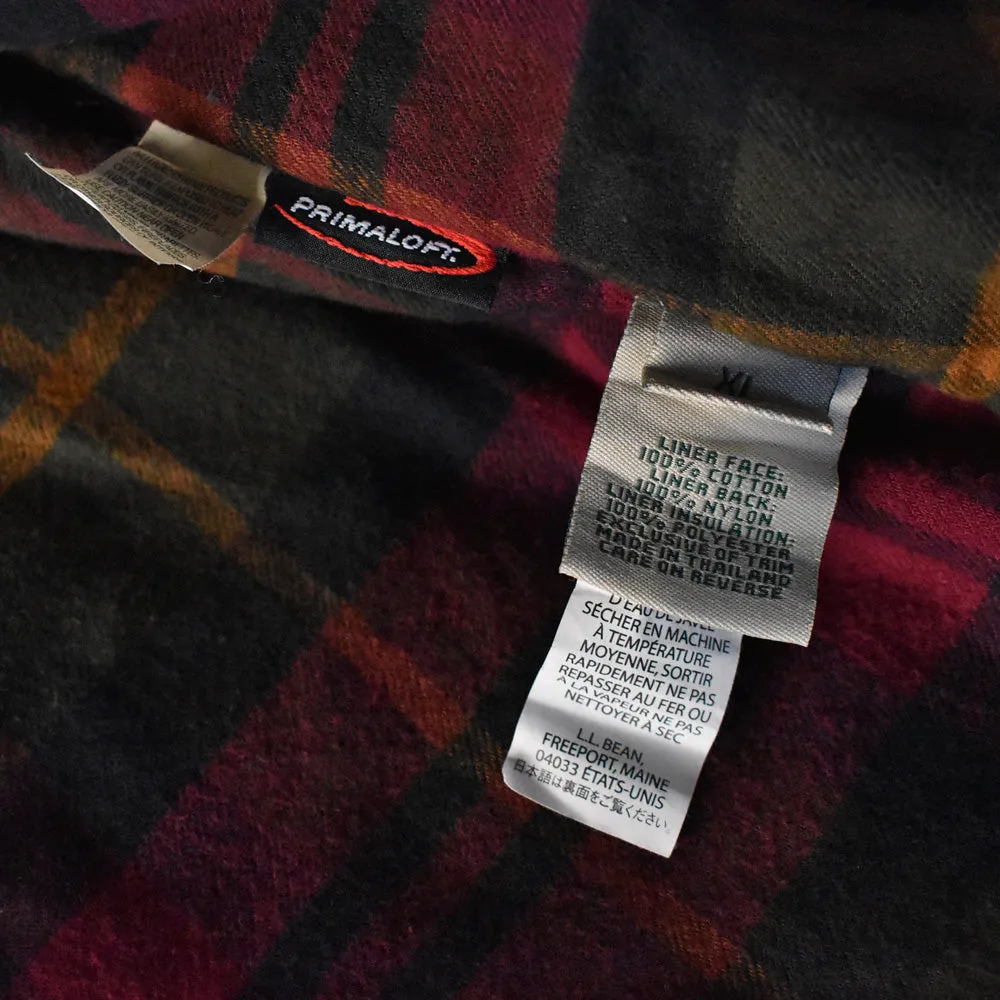 PRIMALOFT.
LINER FACE:
100% COTTON
LINER BACK:
100% NYLON
LINER INSULATION:
100% POLYESTER
EXCLUSIVE OF TRIM
MADE IN THAILAND
CARE ON REVERSE
D'EAU DE JAVEL
SÉCHER EN MACHINE
À TEMPÉRATURE
MOYENNE, SORTIR
RAPIDEMENT NE PAS
REPASSER AU FER OU
À LA VAPEUR NE PAS
NETTOYER À SEC
L.L. BEAN,
FREEPORT, MAINE
04033 ÉTATS-UNIS
日本語は裏面をご覧ください。